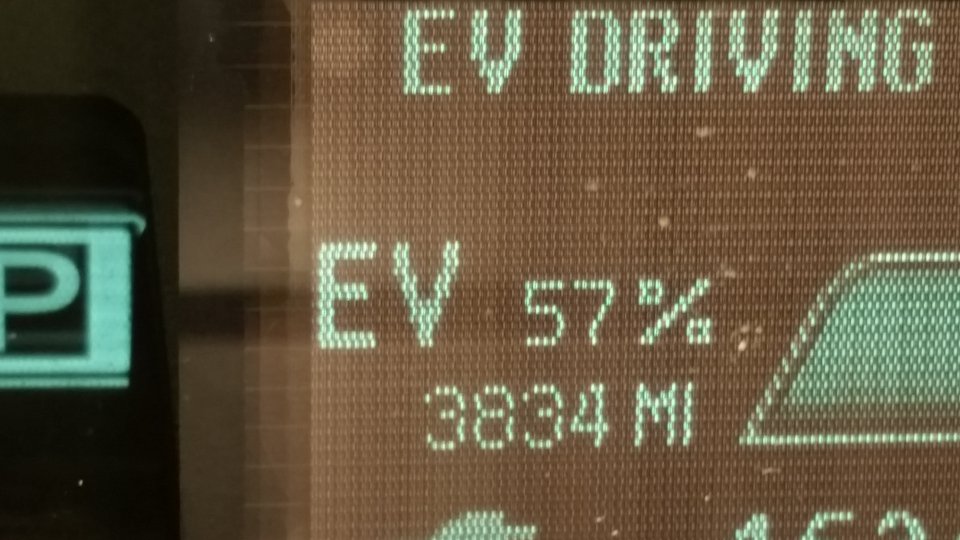 EV DRIVING
P
EV 57%
3834 MI